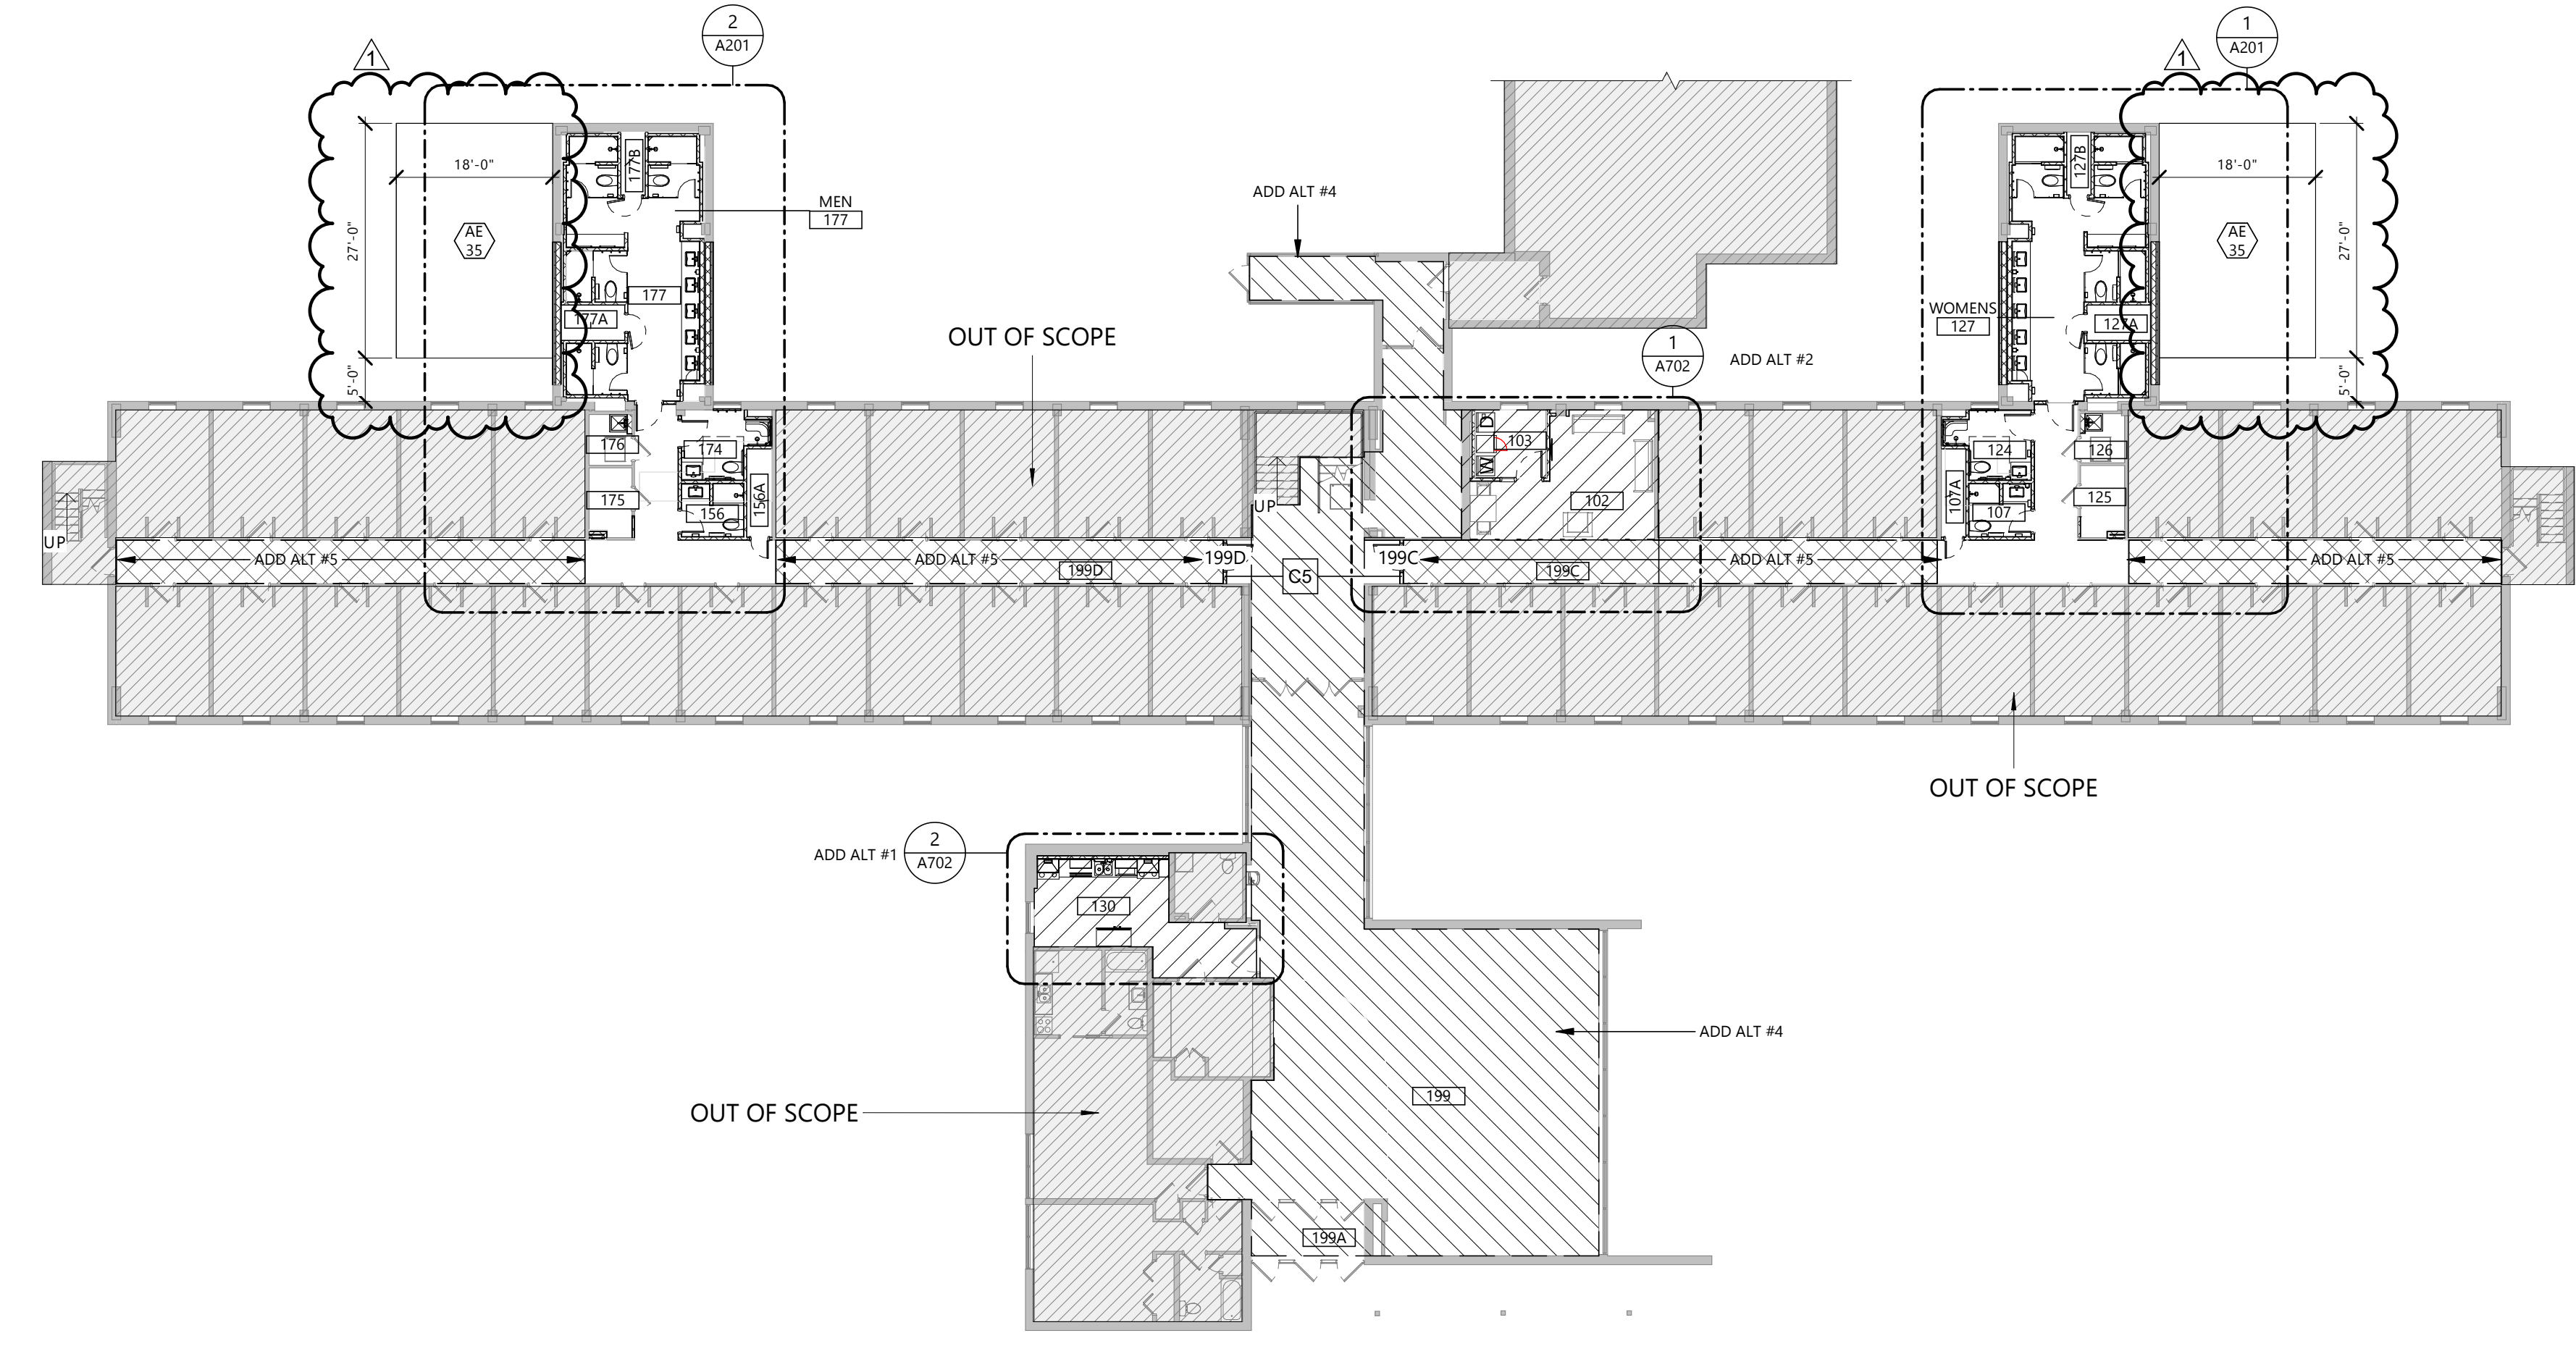 2
A201
1
1
1
A201
18'-0"
27'-0"
5'-0"
AE
35
177B
MEN
177
177
177A
ADD ALT #4
127B
18'-0"
27'-0"
5'-0"
AE
35
WOMENS
127
127A
OUT OF SCOPE
1
A702
ADD ALT #2
176
174
175
156
156A
UP
UP
D
103
W
102
124
126
107A
107
125
ADD ALT #5
ADD ALT #5
199D
199D
C5
199C
199C
ADD ALT #5
ADD ALT #5
OUT OF SCOPE
ADD ALT #1
2
A702
130
ADD ALT #4
199
OUT OF SCOPE
199A